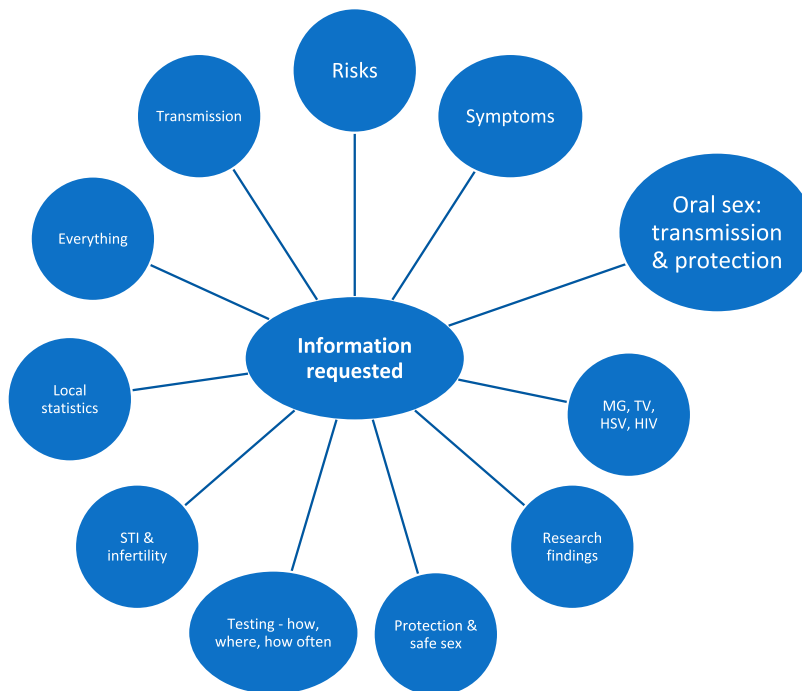 Risks
Transmission
Symptoms
Oral sex:
transmission
& protection
Everything
Information
requested
Local
statistics
MG, TV,
HSV, HIV
STI &
infertility
Research
findings
Testing - how,
where, how often
Protection &
safe sex